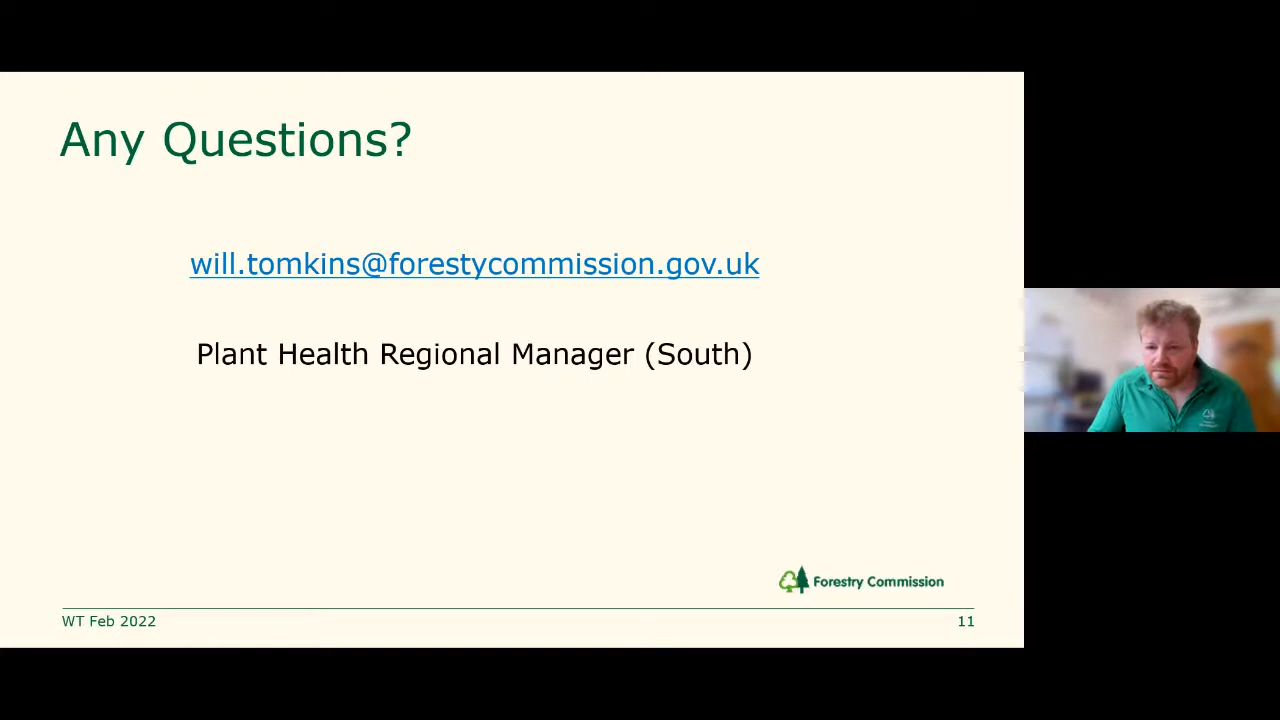 Any Questions?
will.tomkins@forestycommission.gov.uk
Plant Health Regional Manager (South)
Forestry Commission
WT Feb 2022
11